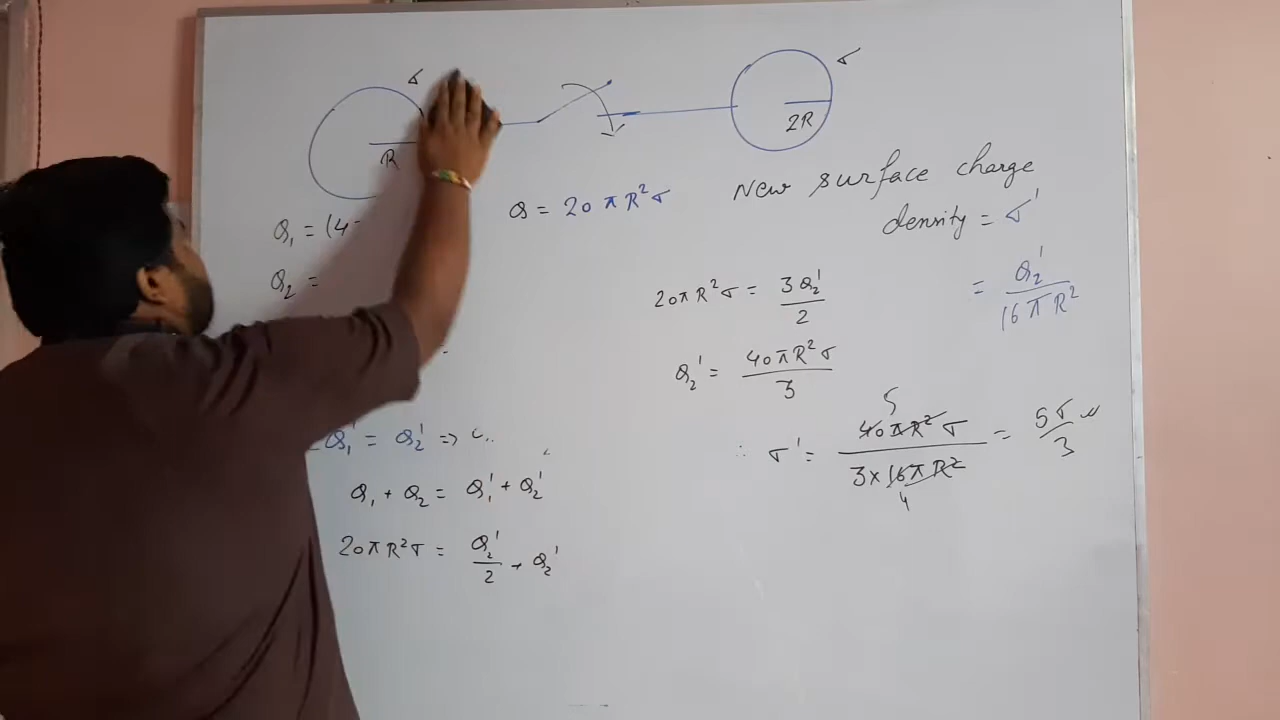 σ
σ
R
2R
Q₁ = (4
Q = 20πR²σ
New surface charge
density = σ'
Q₂ =
= Q₂' / 16πR²
20πR²σ = 3Q₂' / 2
Q₂' = 40πR²σ / 3
2Q₁' = Q₂' =>
Q₁ + Q₂ = Q₁' + Q₂'
20πR²σ = Q₂' / 2 + Q₂'
5
∴ σ' = 40πR²σ / 3×16πR² = 5σ / 3
4